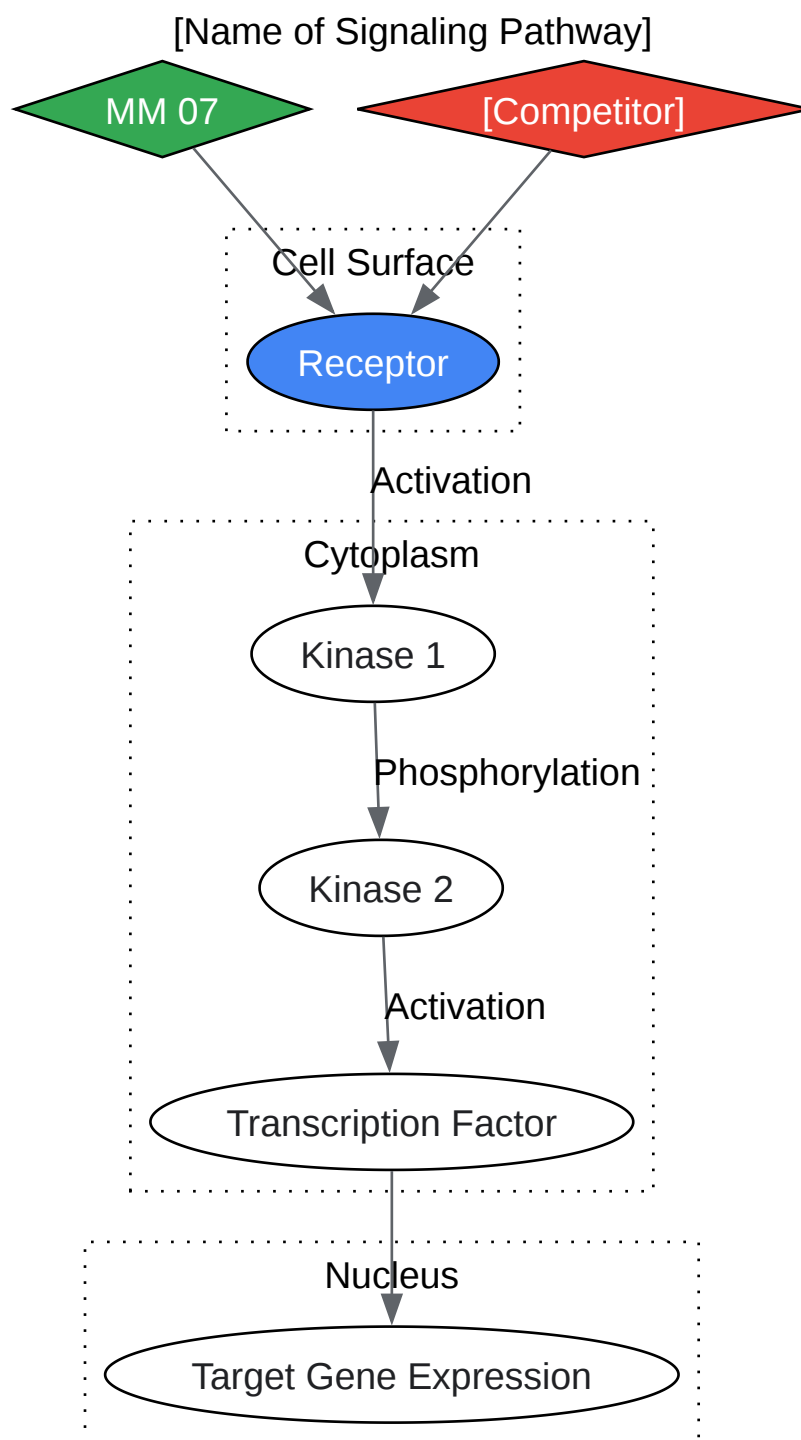 [Name of Signaling Pathway]
MM 07
[Competitor]
Cell Surface
Receptor
Activation
Cytoplasm
Kinase 1
Phosphorylation
Kinase 2
Activation
Transcription Factor
Nucleus
Target Gene Expression